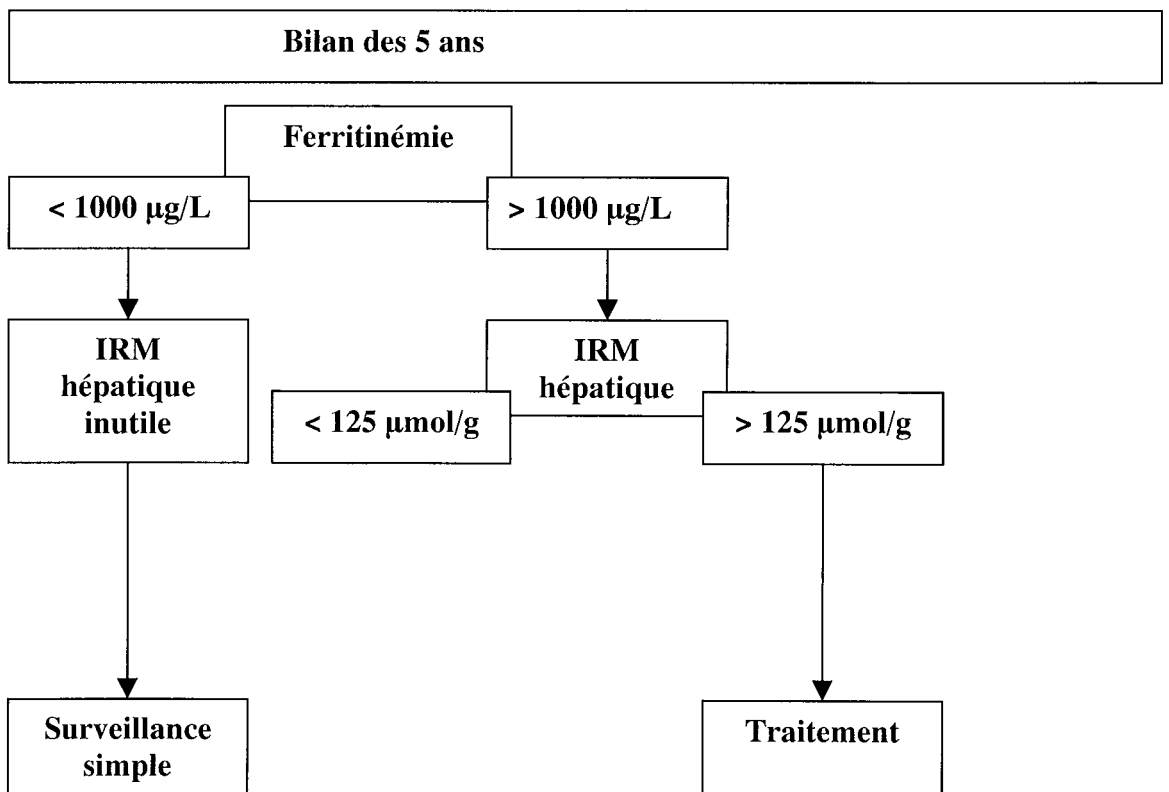 Bilan des 5 ans
Ferritinémie
< 1000 µg/L
> 1000 µg/L
IRM
hépatique
inutile
IRM
hépatique
< 125 µmol/g
> 125 µmol/g
Surveillance
simple
Traitement